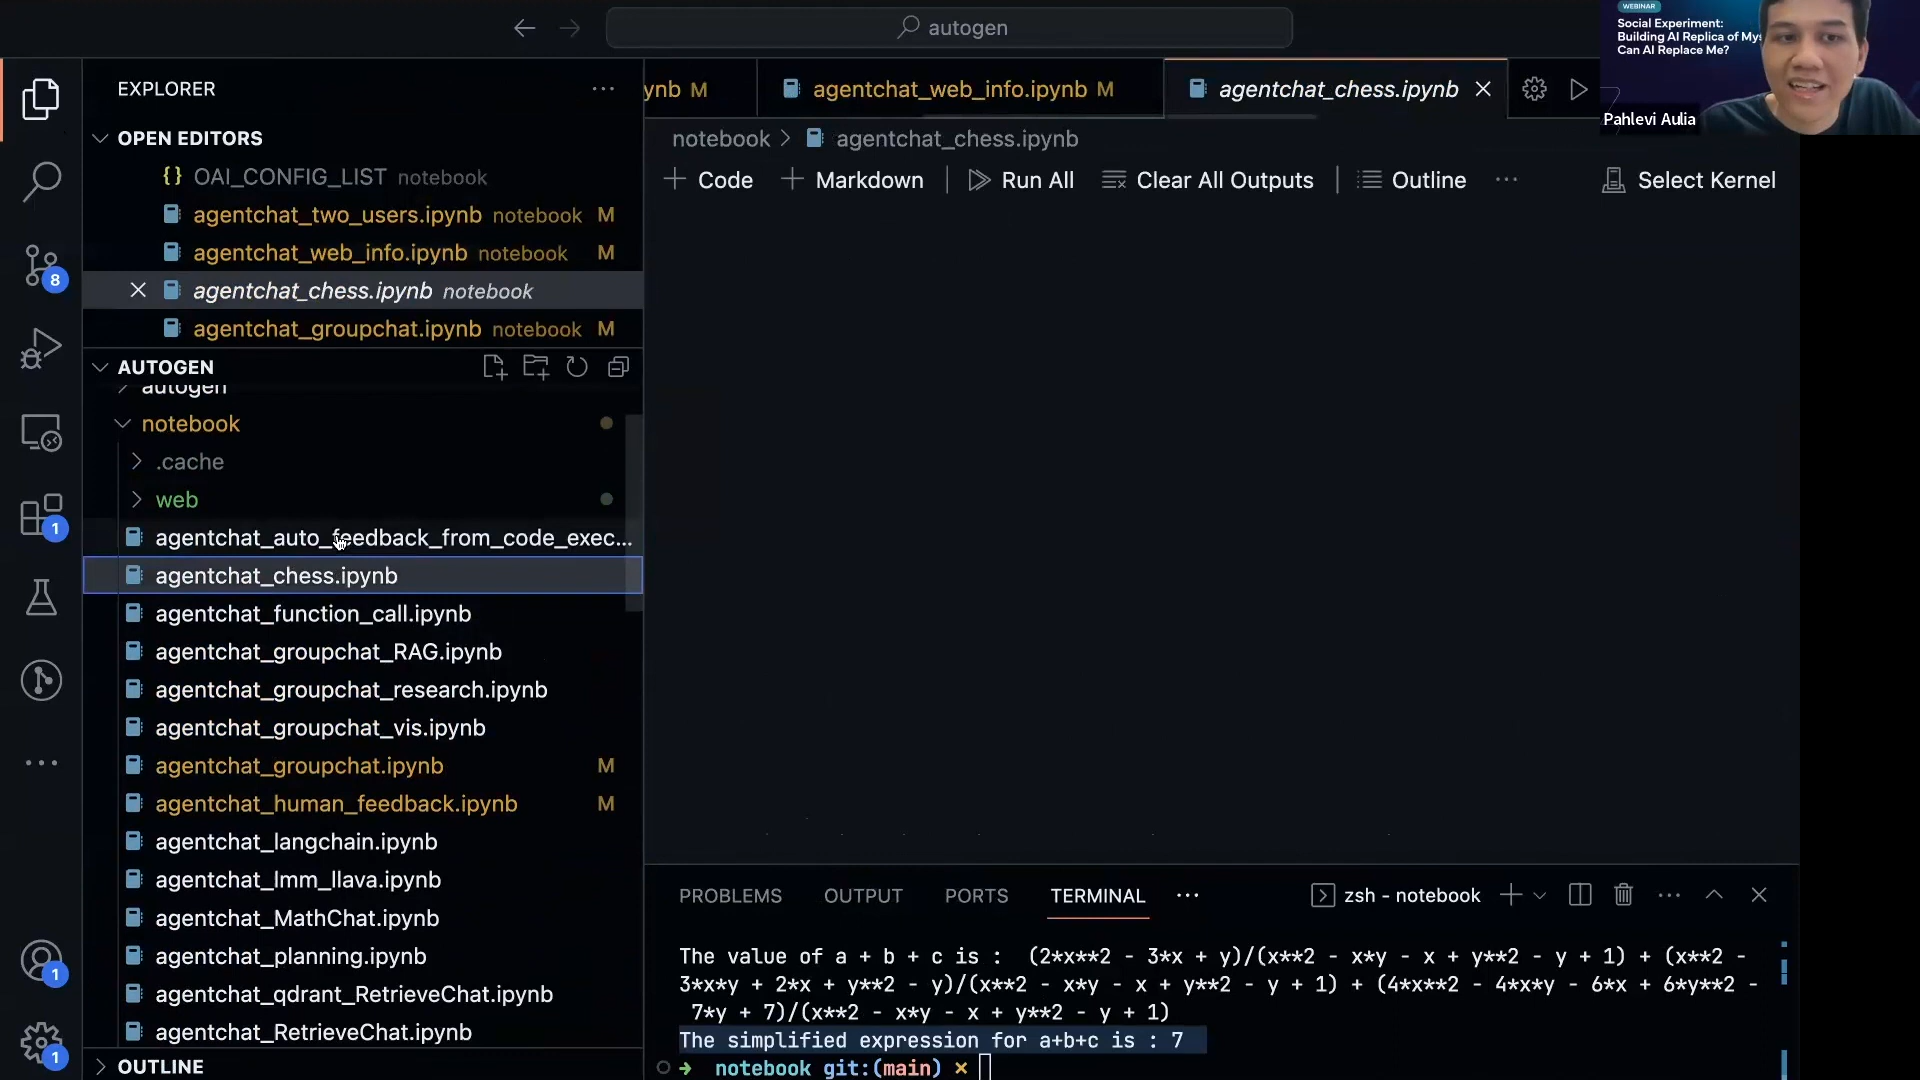 autogen
WEBINAR
Social Experiment:
Building AI Replica of Mys
Can AI Replace Me?
Pahlevi Aulia
EXPLORER
OPEN EDITORS
OAI_CONFIG_LIST notebook
agentchat_two_users.ipynb notebook M
agentchat_web_info.ipynb notebook M
agentchat_chess.ipynb notebook
agentchat_groupchat.ipynb notebook M
AUTOGEN
autogen
notebook
.cache
web
agentchat_auto_feedback_from_code_exec...
agentchat_chess.ipynb
agentchat_function_call.ipynb
agentchat_groupchat_RAG.ipynb
agentchat_groupchat_research.ipynb
agentchat_groupchat_vis.ipynb
agentchat_groupchat.ipynb M
agentchat_human_feedback.ipynb M
agentchat_langchain.ipynb
agentchat_lmm_llava.ipynb
agentchat_MathChat.ipynb
agentchat_planning.ipynb
agentchat_qdrant_RetrieveChat.ipynb
agentchat_RetrieveChat.ipynb
OUTLINE
8
1
1
1
ynb M
agentchat_web_info.ipynb M
agentchat_chess.ipynb
notebook > agentchat_chess.ipynb
+ Code + Markdown | Run All Clear All Outputs | Outline ... Select Kernel
PROBLEMS OUTPUT PORTS TERMINAL ... zsh - notebook
The value of a + b + c is :  (2*x**2 - 3*x + y)/(x**2 - x*y - x + y**2 - y + 1) + (x**2 -
3*x*y + 2*x + y**2 - y)/(x**2 - x*y - x + y**2 - y + 1) + (4*x**2 - 4*x*y - 6*x + 6*y**2 -
7*y + 7)/(x**2 - x*y - x + y**2 - y + 1)
The simplified expression for a+b+c is : 7
notebook git:(main) ×